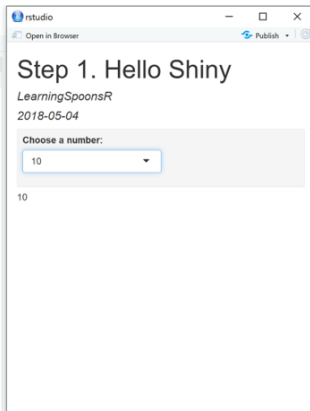 rstudio
Open in Browser
Publish
Step 1. Hello Shiny
LearningSpoonsR
2018-05-04
Choose a number:
10
10